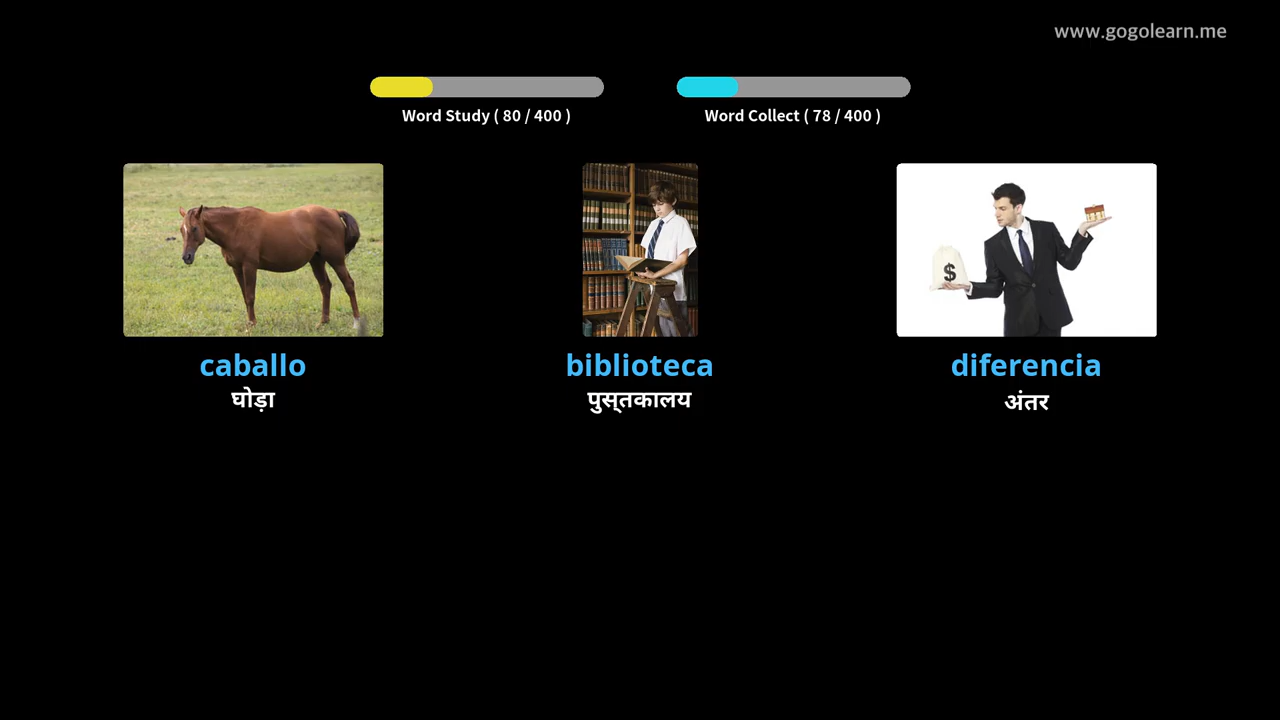 www.gogolearn.me
Word Study ( 80 / 400 )
Word Collect ( 78 / 400 )
$
caballo
घोड़ा
biblioteca
पुस्तकालय
diferencia
अंतर